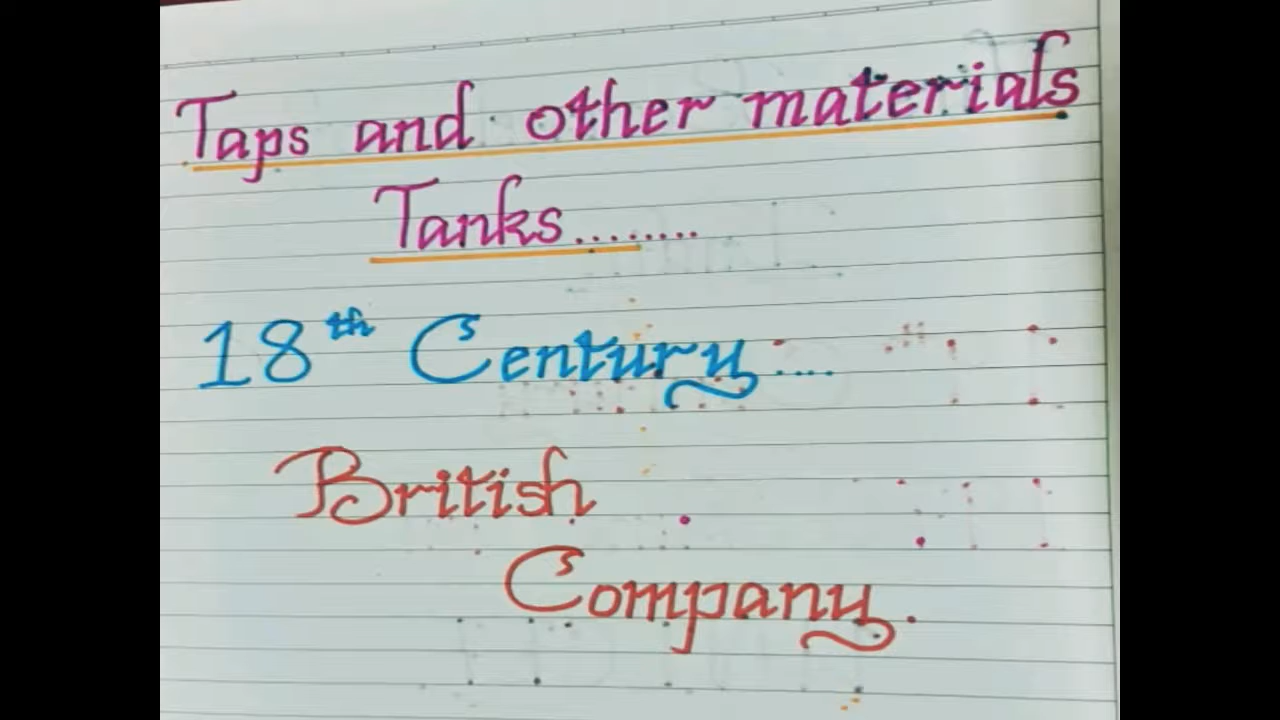 Taps and other materials
Tanks........
18th Century:....
British
Company.